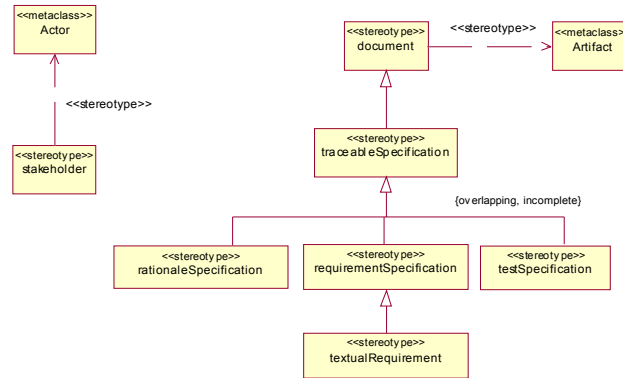 <<metaclass>>
Actor
<<stereotype>>
<<stereotype>>
stakeholder
<<stereotype>>
document
<<stereotype>>
<<metaclass>>
Artifact
<<stereotype>>
traceableSpecification
{overlapping, incomplete}
<<stereotype>>
rationaleSpecification
<<stereotype>>
requirementSpecification
<<stereotype>>
testSpecification
<<stereotype>>
textualRequirement